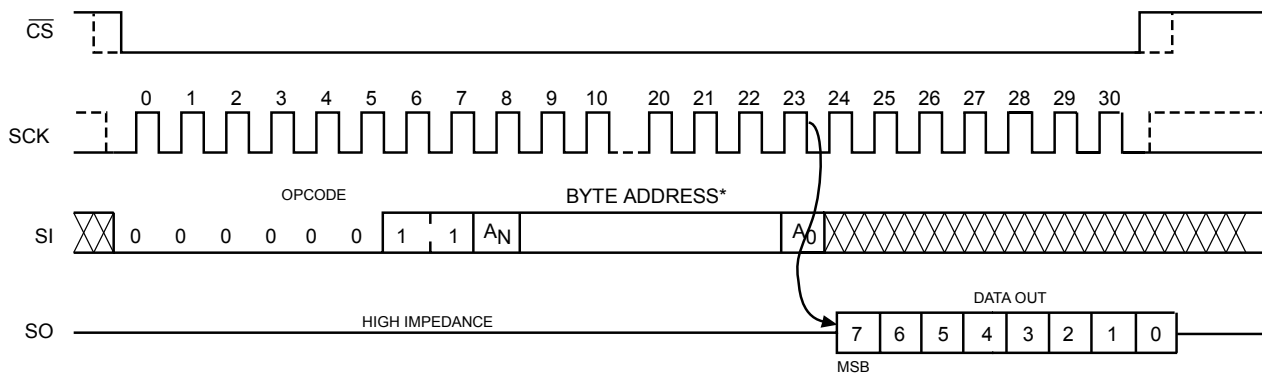 C̅S̅
0 1 2 3 4 5 6 7 8 9 10 20 21 22 23 24 25 26 27 28 29 30
SCK
OPCODE
BYTE ADDRESS*
SI
0 0 0 0 0 0 1 1 AN A0
DATA OUT
SO
HIGH IMPEDANCE
7 6 5 4 3 2 1 0
MSB